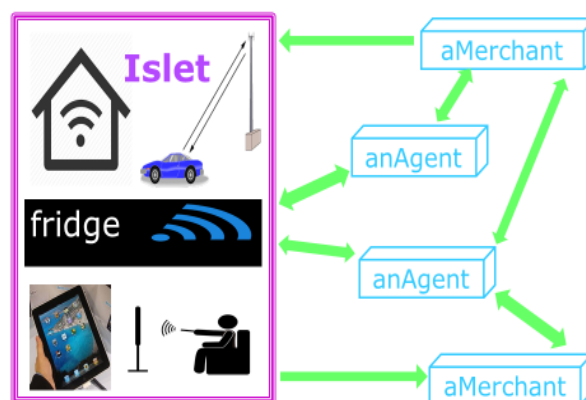 Islet
aMerchant
anAgent
fridge
anAgent
aMerchant